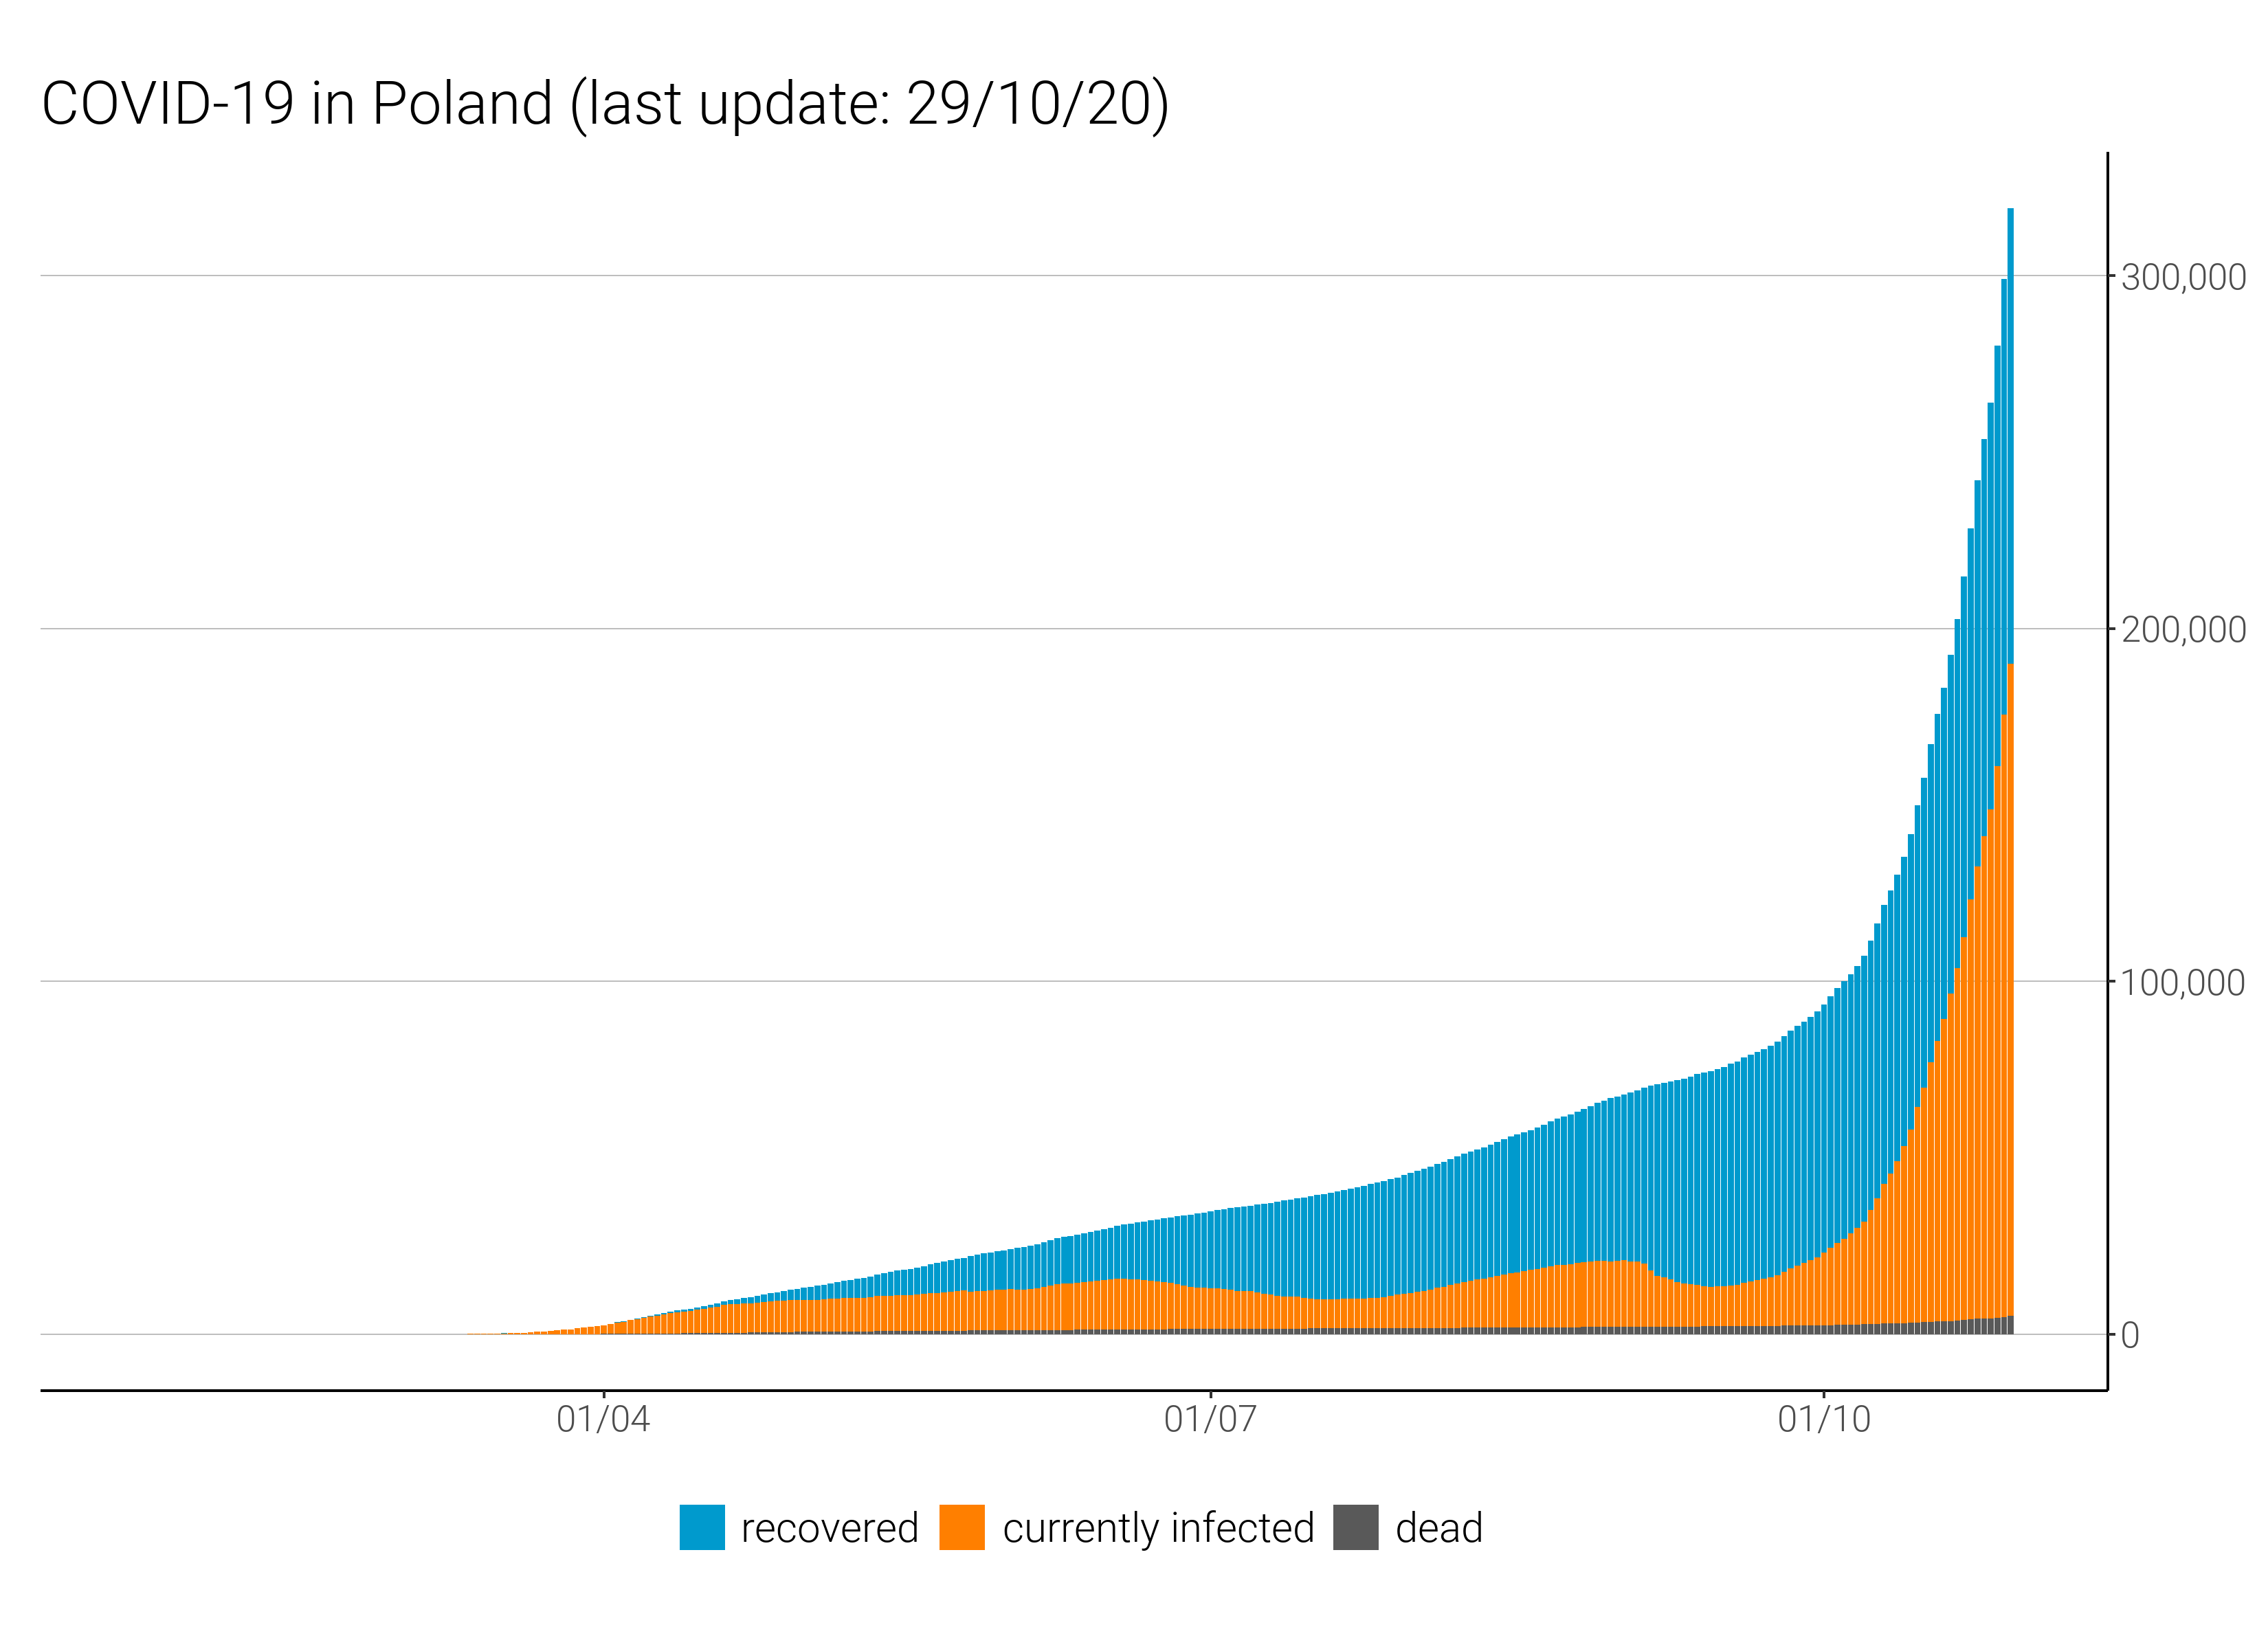 COVID-19 in Poland (last update: 29/10/20)
300,000
200,000
100,000
0
01/04 01/07 01/10
recovered currently infected dead